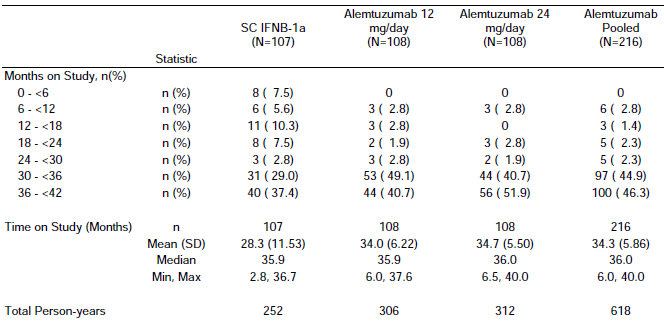 SC IFNB-1a Alemtuzumab 12 Alemtuzumab 24 Alemtuzumab
(N=107) mg/day mg/day Pooled
(N=108) (N=108) (N=216)
Statistic
Months on Study, n(%)
0 - <6 n (%) 8 ( 7.5) 0 0 0
6 - <12 n (%) 6 ( 5.6) 3 ( 2.8) 3 ( 2.8) 6 ( 2.8)
12 - <18 n (%) 11 ( 10.3) 3 ( 2.8) 0 3 ( 1.4)
18 - <24 n (%) 8 ( 7.5) 2 ( 1.9) 3 ( 2.8) 5 ( 2.3)
24 - <30 n (%) 3 ( 2.8) 3 ( 2.8) 2 ( 1.9) 5 ( 2.3)
30 - <36 n (%) 31 ( 29.0) 53 ( 49.1) 44 ( 40.7) 97 ( 44.9)
36 - <42 n (%) 40 ( 37.4) 44 ( 40.7) 56 ( 51.9) 100 ( 46.3)
Time on Study (Months) n 107 108 108 216
Mean (SD) 28.3 (11.53) 34.0 (6.22) 34.7 (5.50) 34.3 (5.86)
Median 35.9 35.9 36.0 36.0
Min, Max 2.8, 36.7 6.0, 37.6 6.5, 40.0 6.0, 40.0
Total Person-years 252 306 312 618